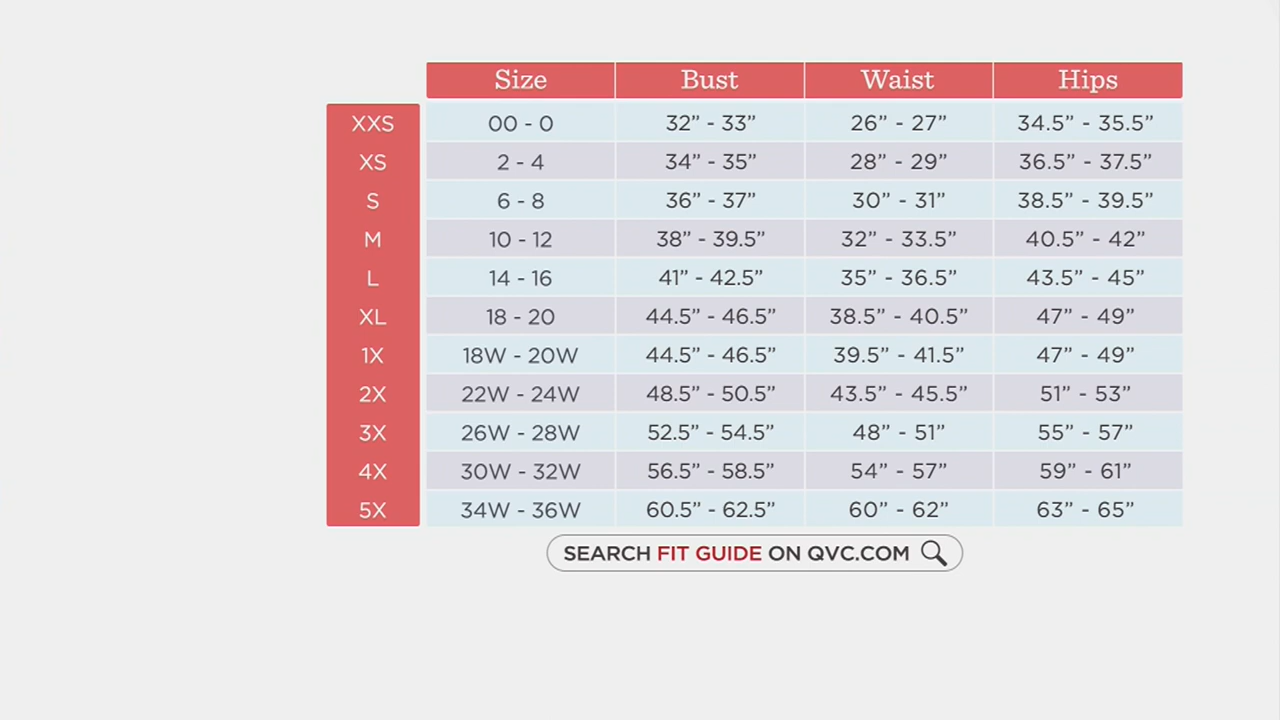 Size Bust Waist Hips
XXS 00 - 0 32” - 33” 26” - 27” 34.5” - 35.5”
XS 2 - 4 34” - 35” 28” - 29” 36.5” - 37.5”
S 6 - 8 36” - 37” 30” - 31” 38.5” - 39.5”
M 10 - 12 38” - 39.5” 32” - 33.5” 40.5” - 42”
L 14 - 16 41” - 42.5” 35” - 36.5” 43.5” - 45”
XL 18 - 20 44.5” - 46.5” 38.5” - 40.5” 47” - 49”
1X 18W - 20W 44.5” - 46.5” 39.5” - 41.5” 47” - 49”
2X 22W - 24W 48.5” - 50.5” 43.5” - 45.5” 51” - 53”
3X 26W - 28W 52.5” - 54.5” 48” - 51” 55” - 57”
4X 30W - 32W 56.5” - 58.5” 54” - 57” 59” - 61”
5X 34W - 36W 60.5” - 62.5” 60” - 62” 63” - 65”
SEARCH FIT GUIDE ON QVC.COM